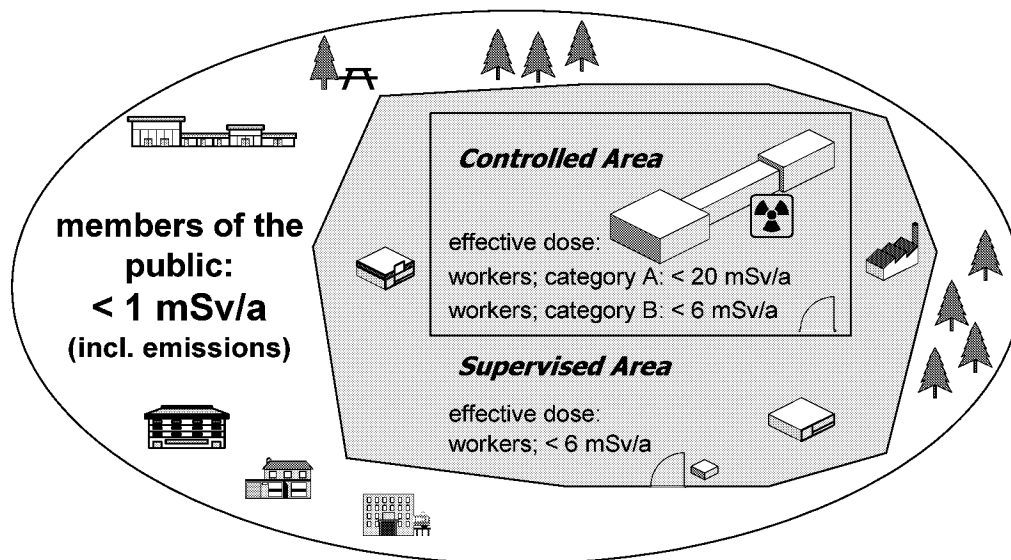 Controlled Area
effective dose:
workers; category A: < 20 mSv/a
workers; category B: < 6 mSv/a
members of the
public:
< 1 mSv/a
(incl. emissions)
Supervised Area
effective dose:
workers; < 6 mSv/a